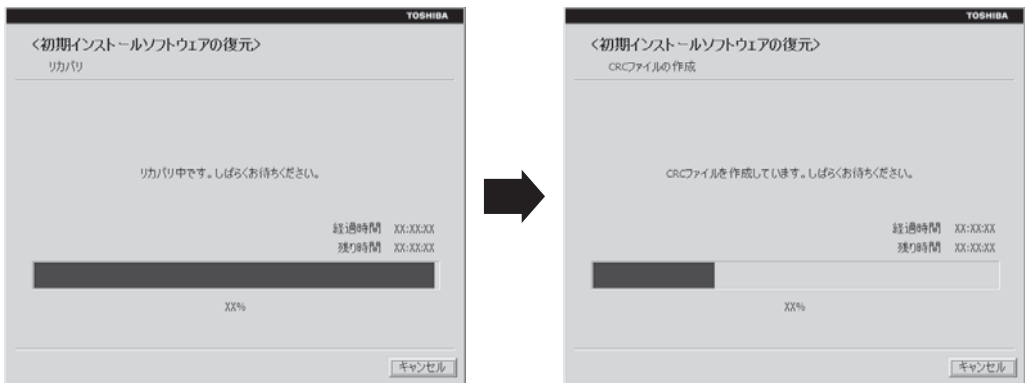 TOSHIBA
<初期インストールソフトウェアの復元>
リカバリ
リカバリ中です。しばらくお待ちください。
経過時間 XX:XX:XX
残り時間 XX:XX:XX
XX%
キャンセル
TOSHIBA
<初期インストールソフトウェアの復元>
CRCファイルの作成
CRCファイルを作成しています。しばらくお待ちください。
経過時間 XX:XX:XX
残り時間 XX:XX:XX
XX%
キャンセル